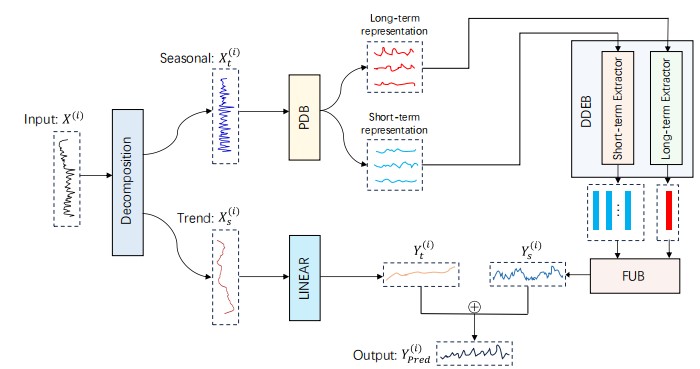 Long-term
representation
Seasonal: X_t^{(i)}
Input: X^{(i)}
Decomposition
PDB
Short-term
representation
DDEB
Short-term Extractor
Long-term Extractor
Trend: X_s^{(i)}
LINEAR
Y_t^{(i)}
Y_s^{(i)}
FUB
Output: Y_{Pred}^{(i)}